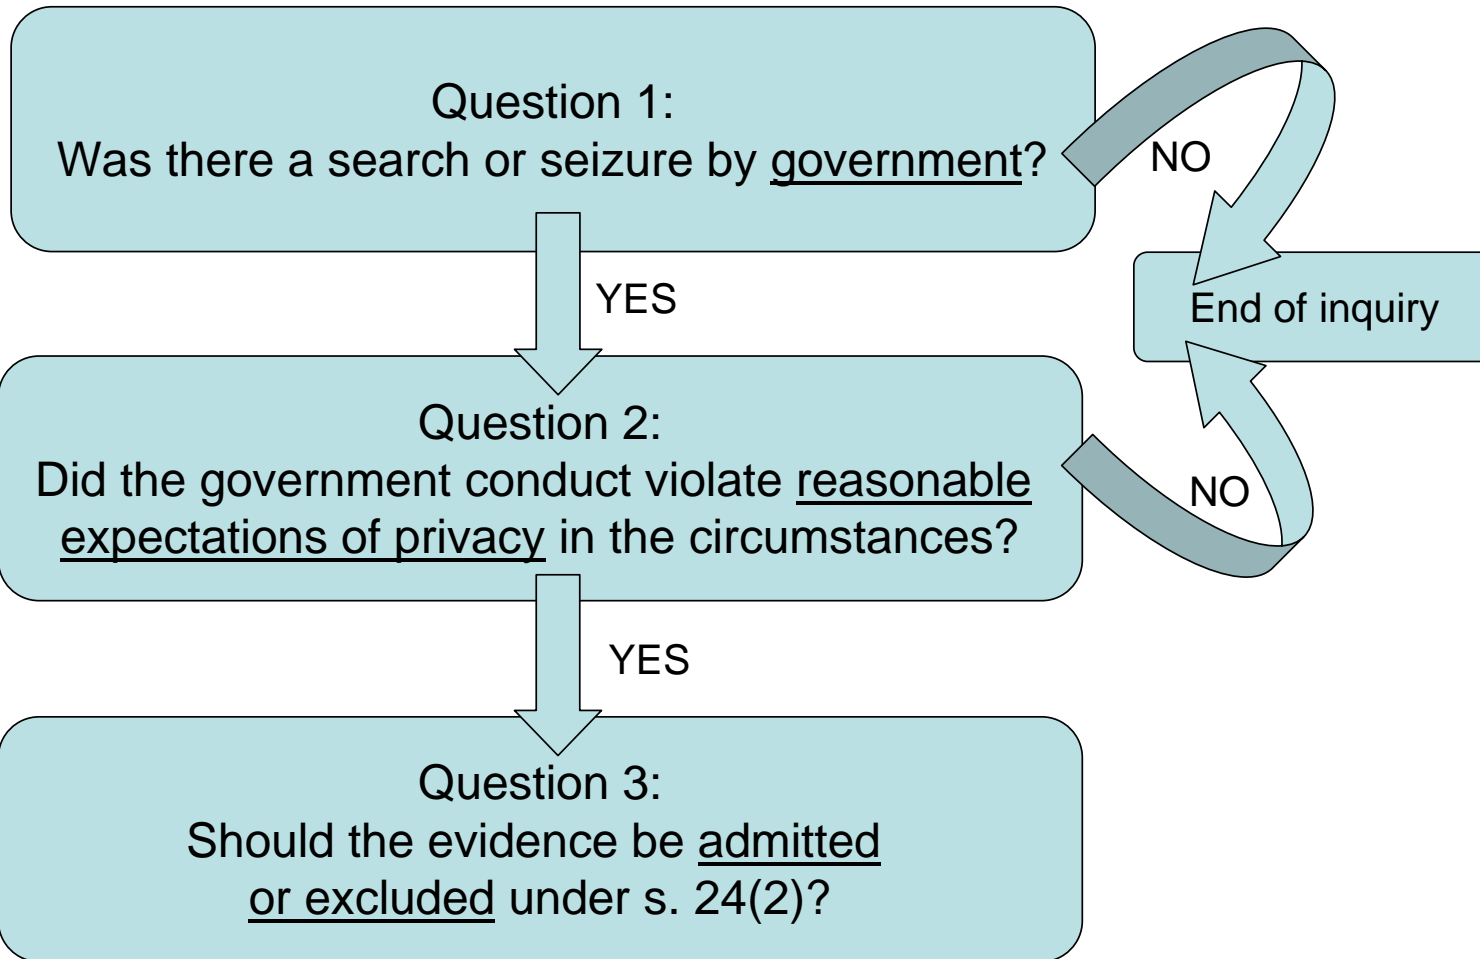 Question 1:
Was there a search or seizure by government?
NO
YES
End of inquiry
Question 2:
Did the government conduct violate reasonable
expectations of privacy in the circumstances?
NO
YES
Question 3:
Should the evidence be admitted
or excluded under s. 24(2)?